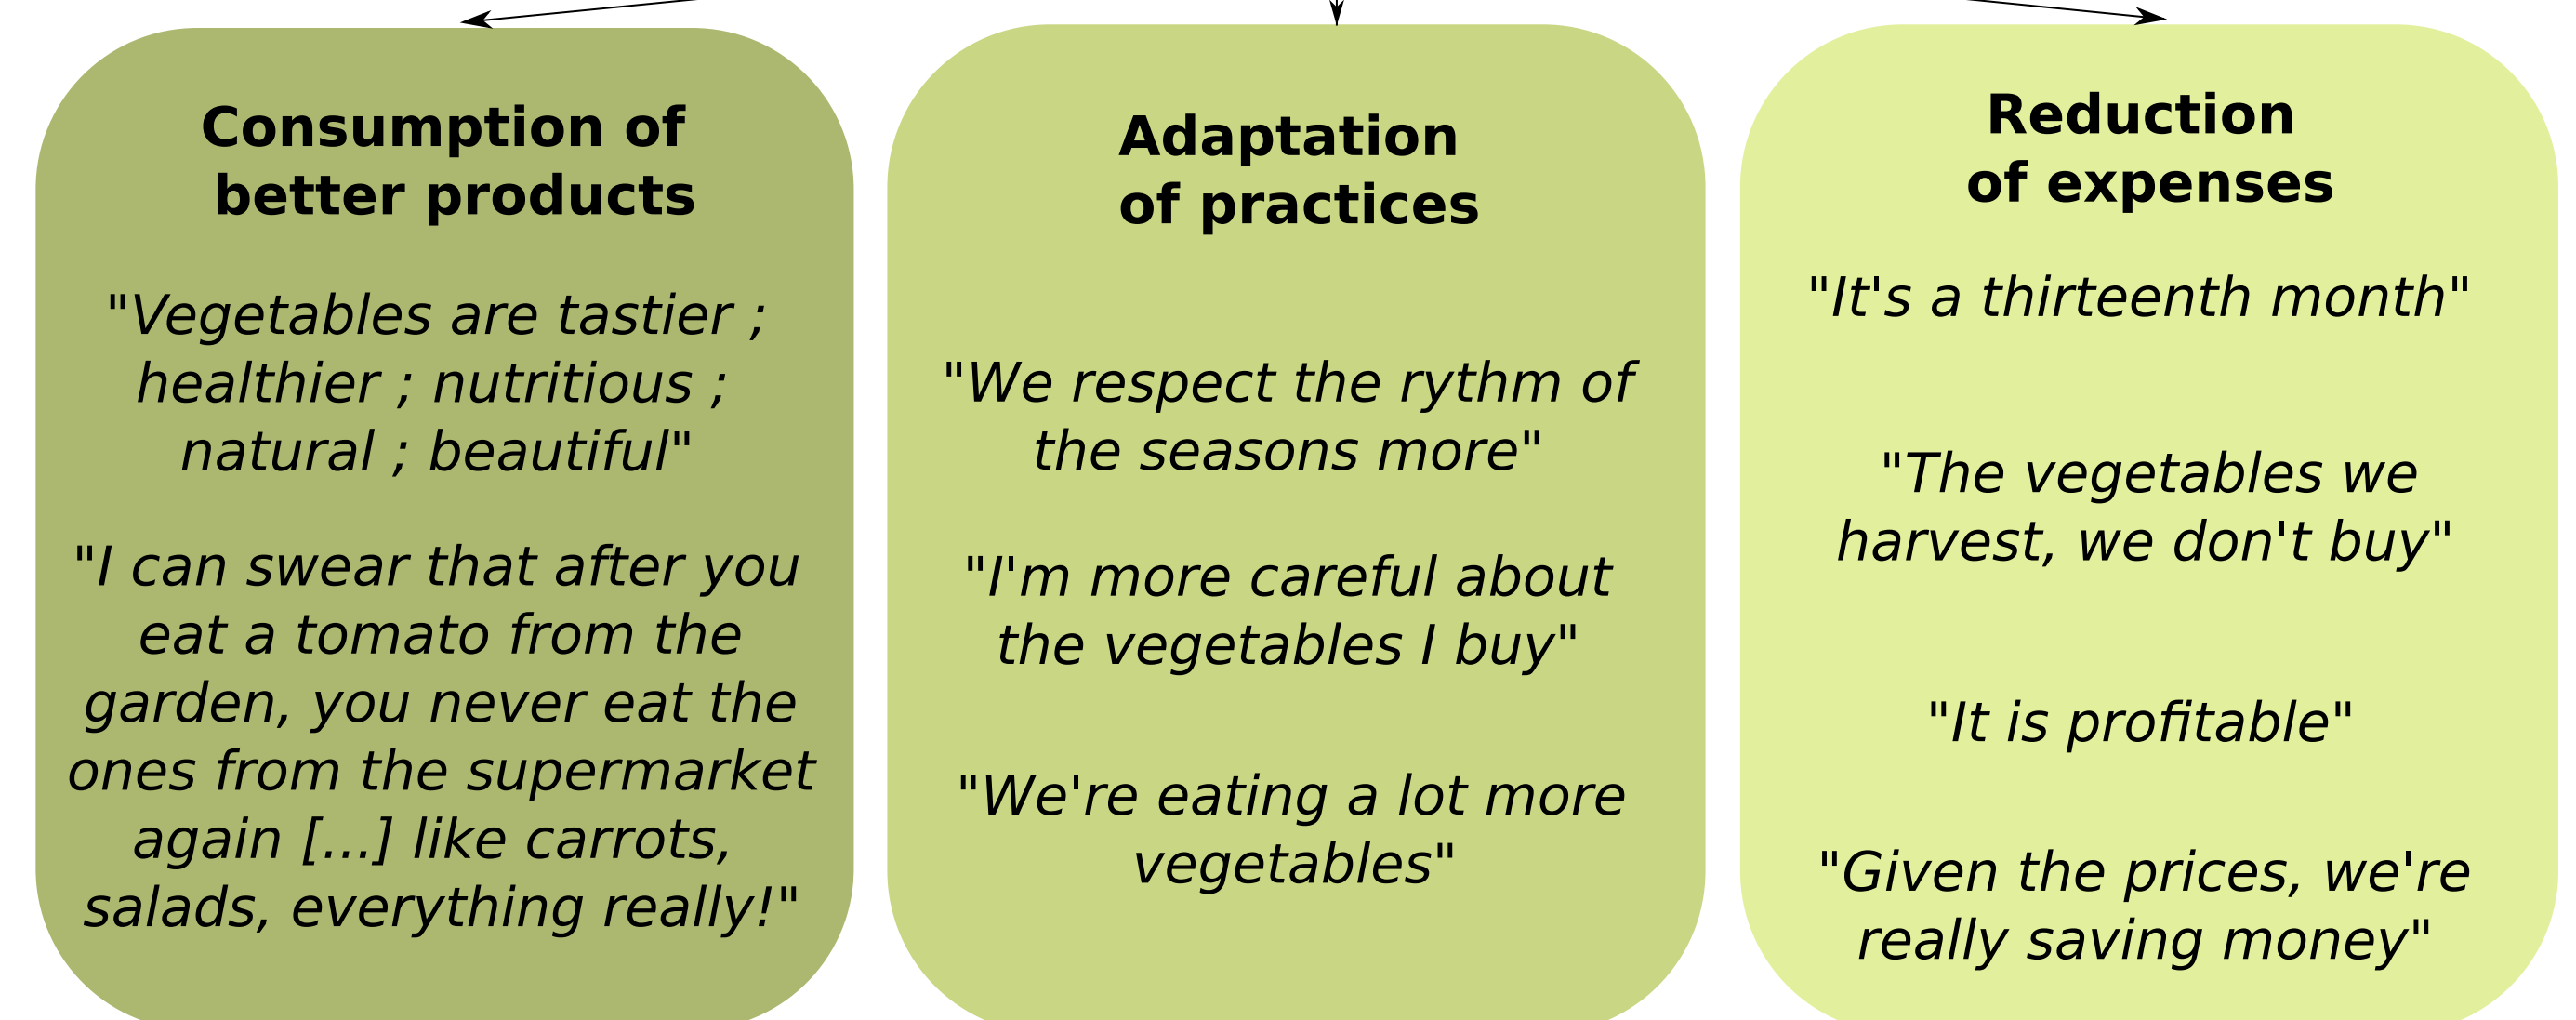 Consumption of
better products
"Vegetables are tastier ;
healthier ; nutritious ;
natural ; beautiful"
"I can swear that after you
eat a tomato from the
garden, you never eat the
ones from the supermarket
again [...] like carrots,
salads, everything really!"
Adaptation
of practices
"We respect the rythm of
the seasons more"
"I'm more careful about
the vegetables I buy"
"We're eating a lot more
vegetables"
Reduction
of expenses
"It's a thirteenth month"
"The vegetables we
harvest, we don't buy"
"It is profitable"
"Given the prices, we're
really saving money"